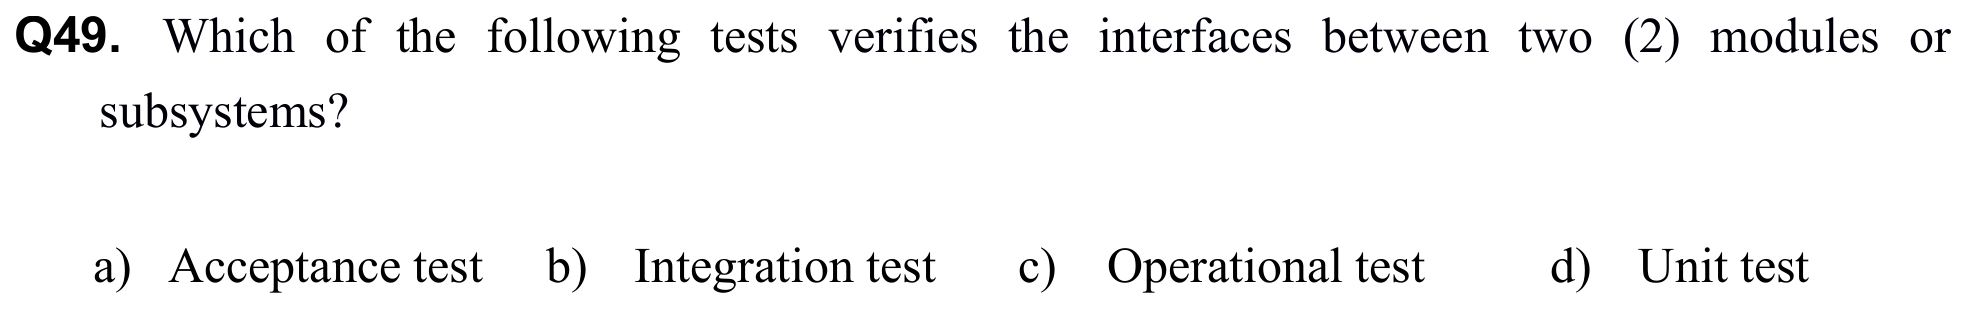 Q49. Which of the following tests verifies the interfaces between two (2) modules or
subsystems?
a) Acceptance test b) Integration test c) Operational test d) Unit test